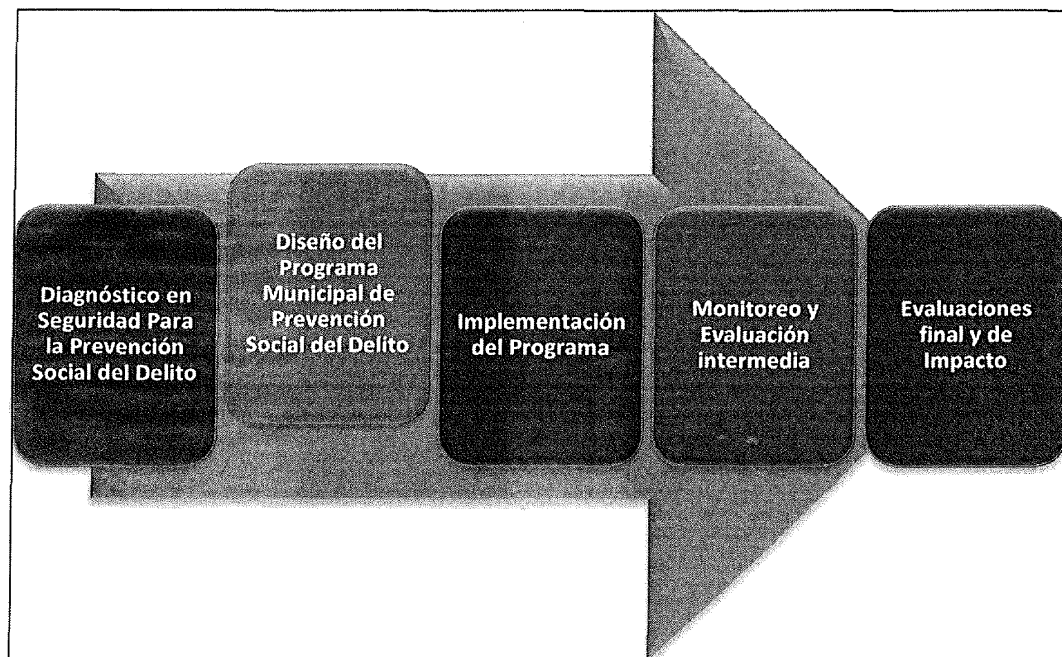 Diagnóstico en
Seguridad Para
la Prevención
Social del Delito
Diseño del
Programa
Municipal de
Prevención
Social del Delito
Implementación
del Programa
Monitoreo y
Evaluación
intermedia
Evaluaciones
final y de
Impacto